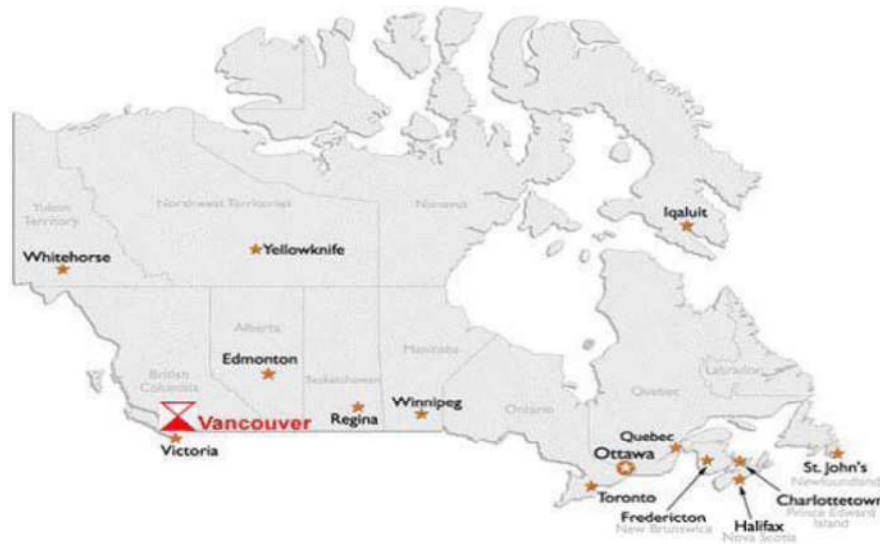 Iqaluit
Nunavut
Yukon
Territory
Northwest Territories
Yellowknife
Whitehorse
Alberta
Edmonton
British
Columbia
Saskatchewan
Manitoba
Vancouver
Victoria
Regina
Winnipeg
Ontario
Quebec
Labrador
Quebec
Ottawa
Toronto
Fredericton
New Brunswick
Halifax
Nova Scotia
St. John's
Newfoundland
Charlottetown
Prince Edward
Island